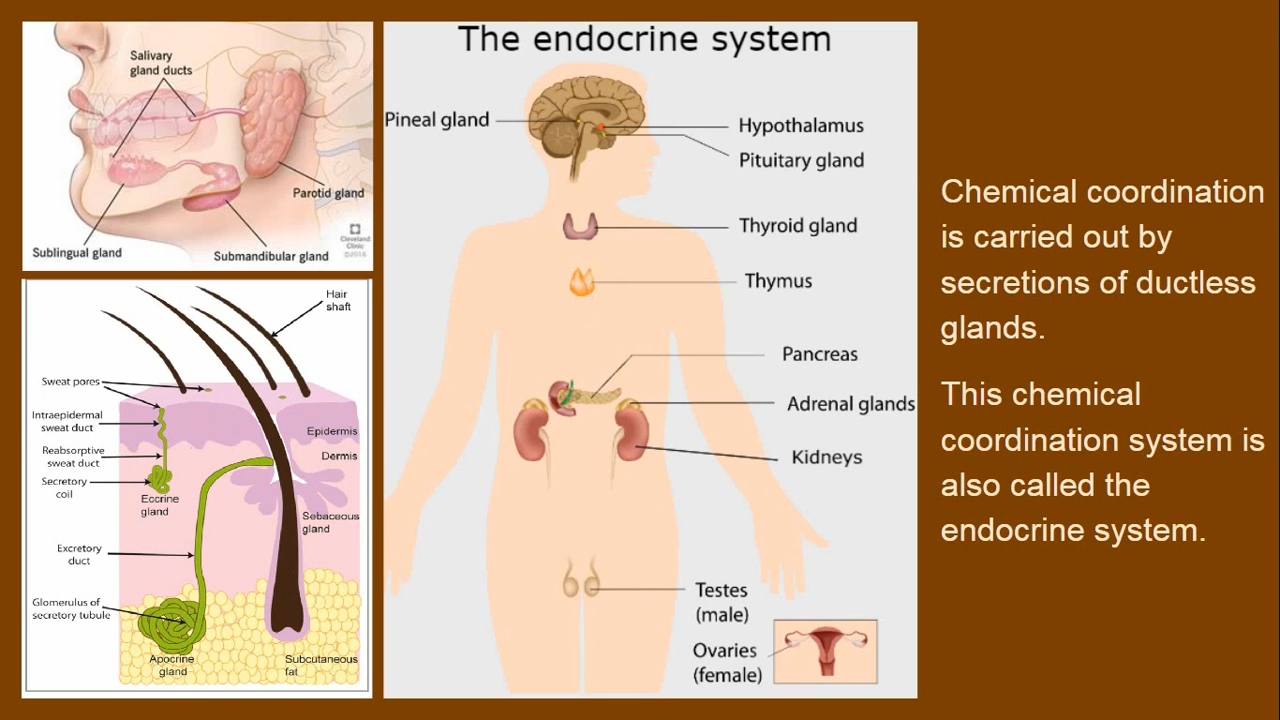 Salivary
gland ducts
Parotid gland
Sublingual gland
Submandibular gland
Cleveland
Clinic
©2018
Hair
shaft
Sweat pores
Intraepidermal
sweat duct
Reabsorptive
sweat duct
Secretory
coil
Eccrine
gland
Epidermis
Dermis
Sebaceous
gland
Excretory
duct
Glomerulus of
secretory tubule
Apocrine
gland
Subcutaneous
fat
The endocrine system
Pineal gland
Hypothalamus
Pituitary gland
Thyroid gland
Thymus
Pancreas
Adrenal glands
Kidneys
Testes
(male)
Ovaries
(female)
Chemical coordination
is carried out by
secretions of ductless
glands.
This chemical
coordination system is
also called the
endocrine system.